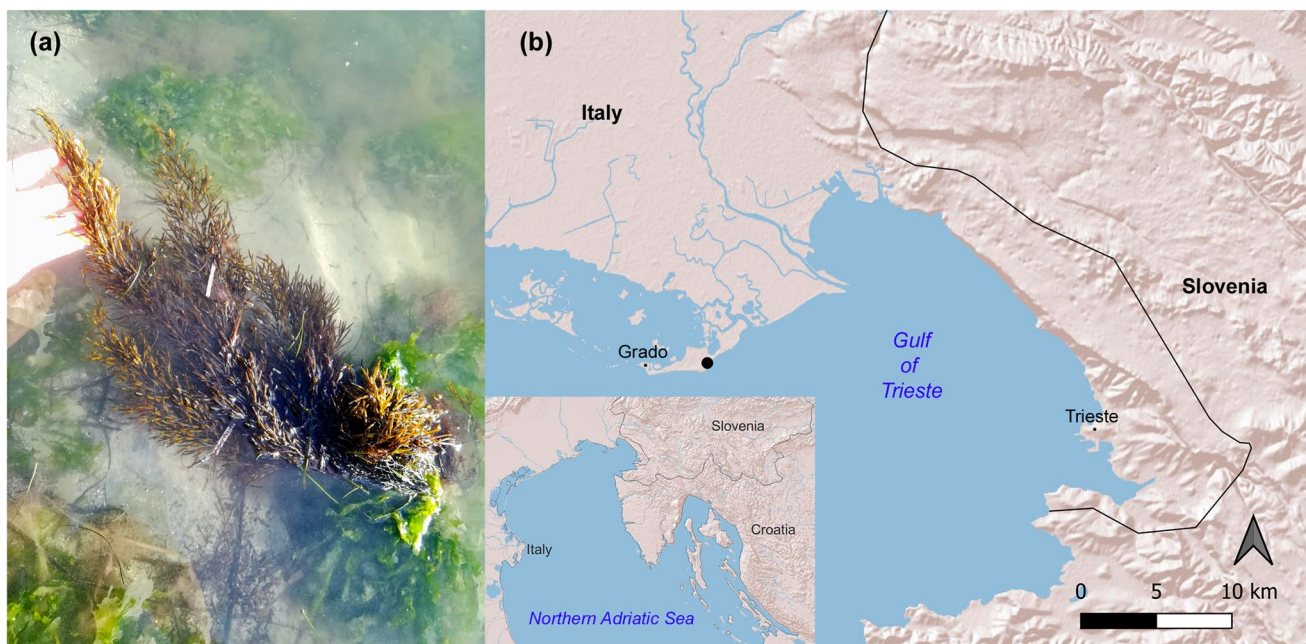 (a)
(b)
Italy
Slovenia
Gulf
of
Trieste
Grado
Trieste
Slovenia
Croatia
Italy
Northern Adriatic Sea
0 5 10 km